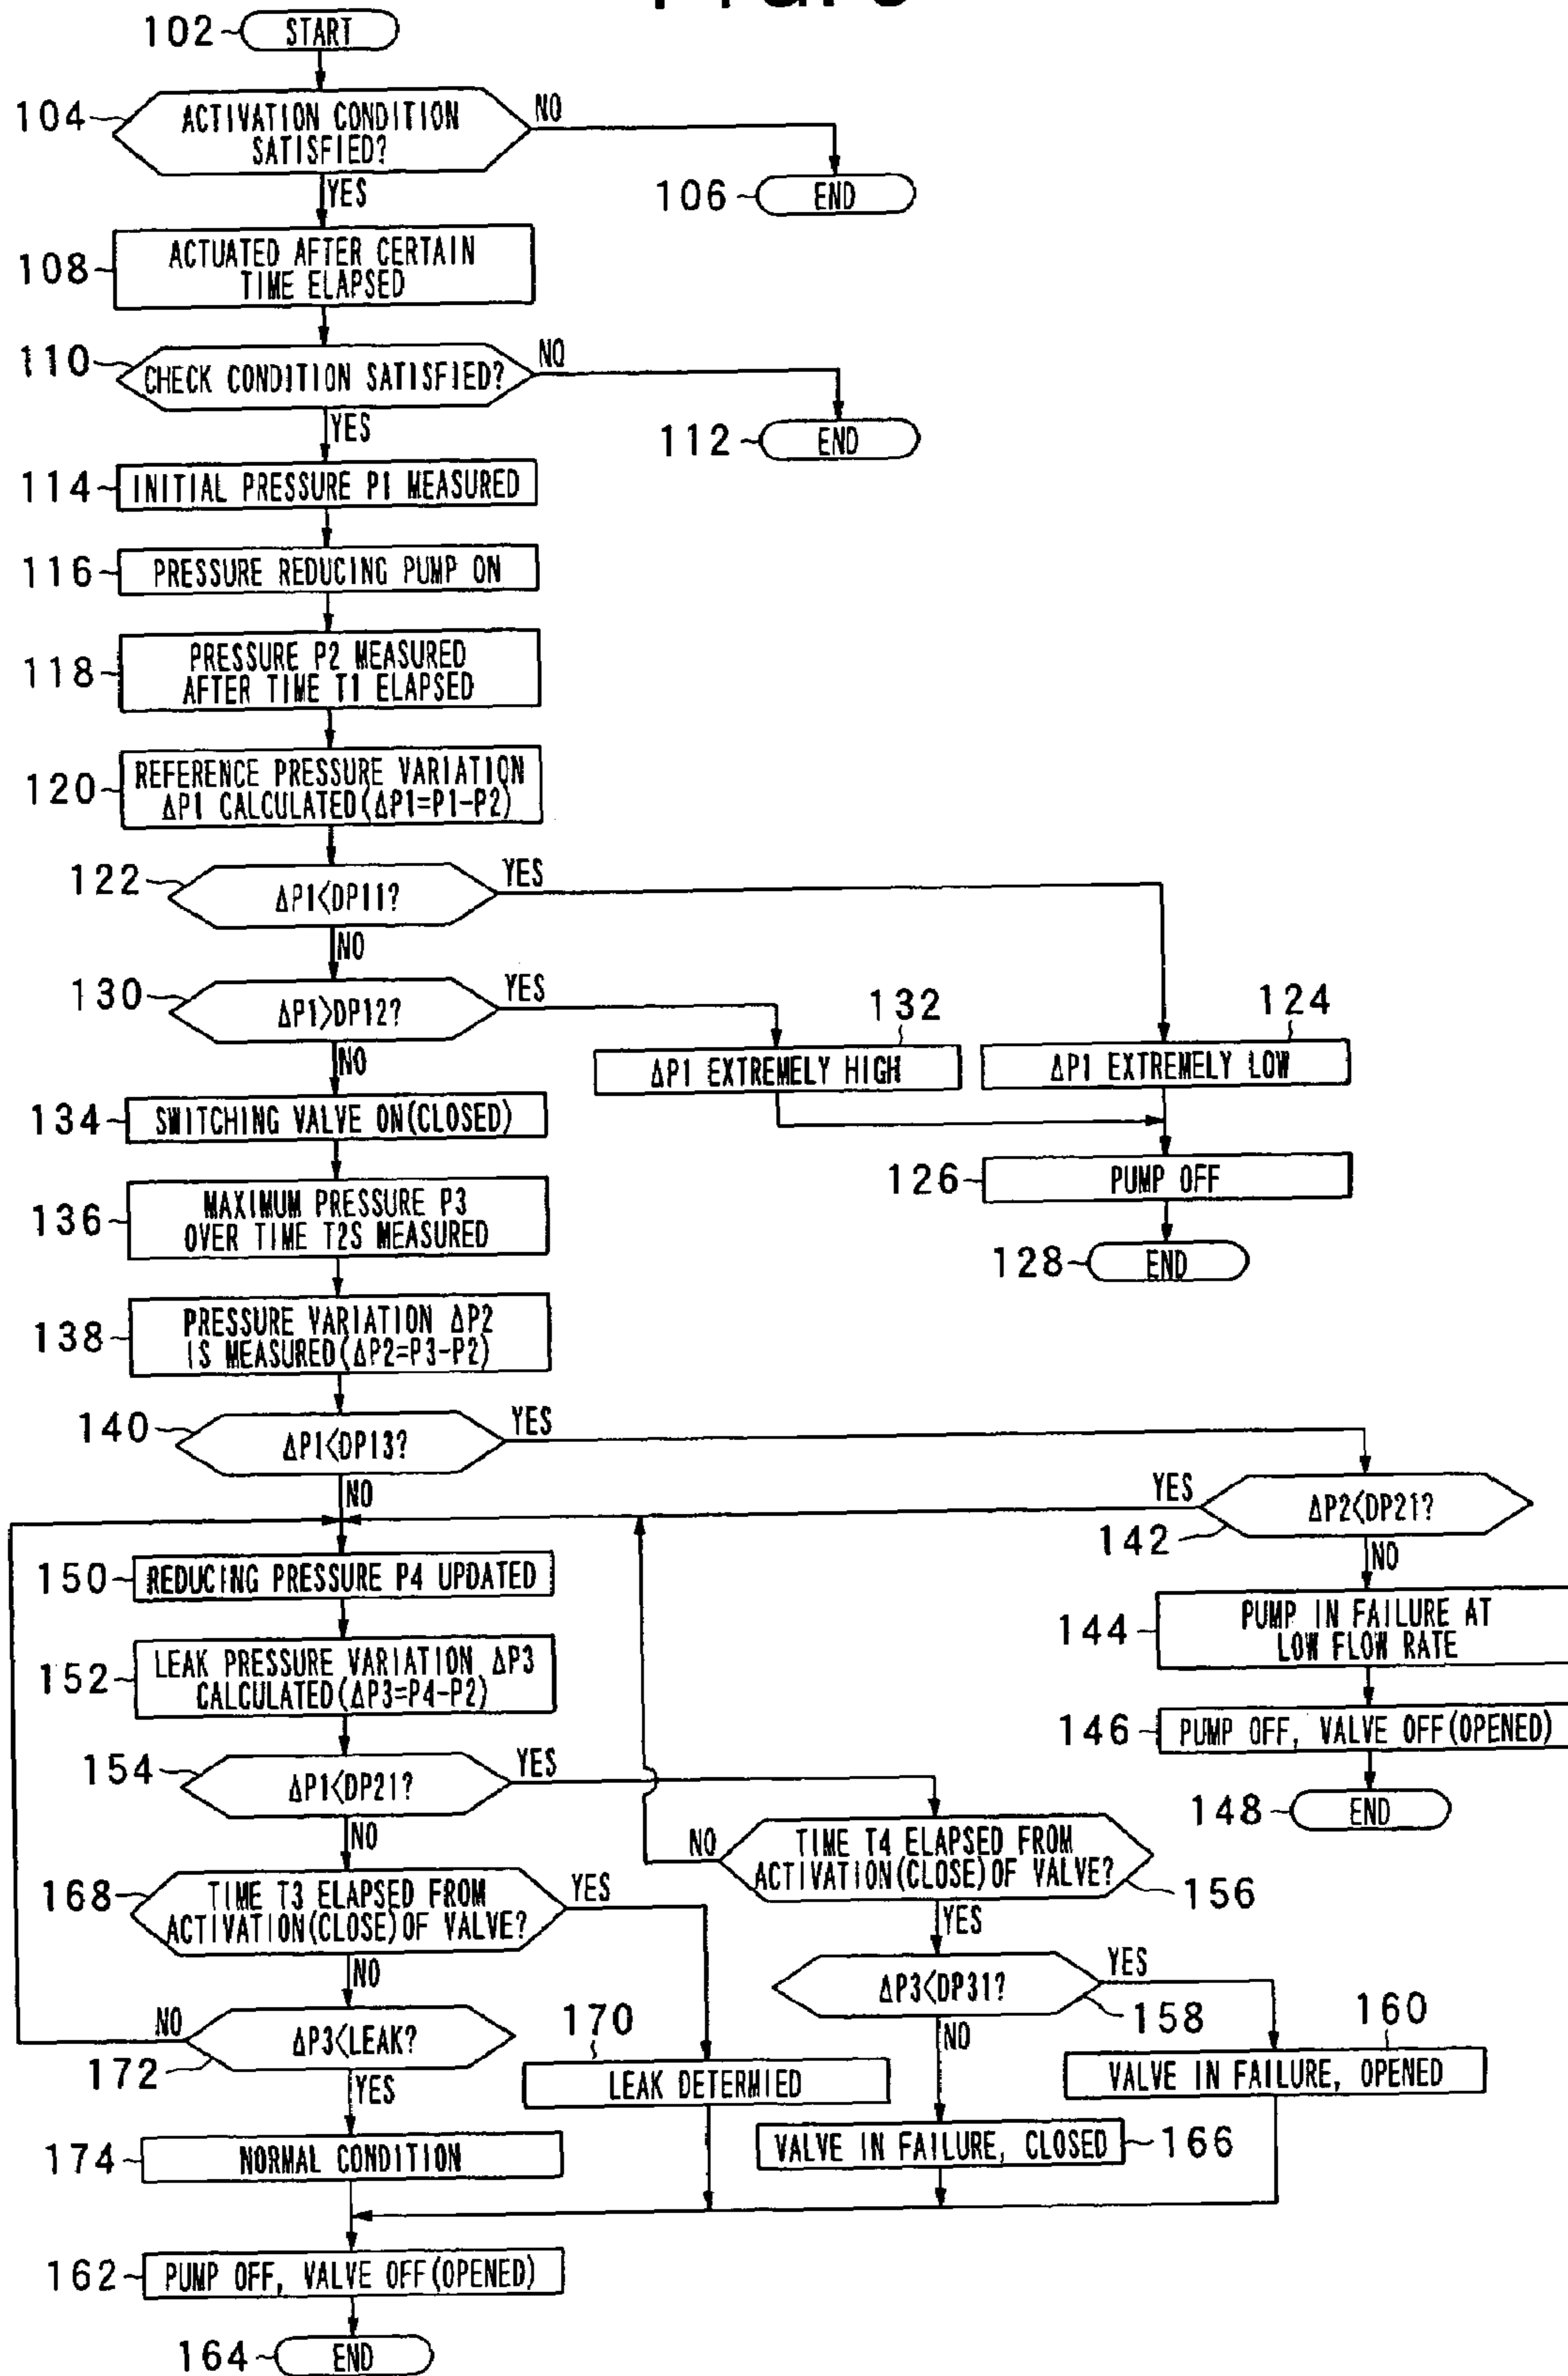 102
START
104
ACTIVATION CONDITION
SATISFIED?
NO
106
END
YES
108
ACTUATED AFTER CERTAIN
TIME ELAPSED
110
CHECK CONDITION SATISFIED?
NO
112
END
YES
114
INITIAL PRESSURE P1 MEASURED
116
PRESSURE REDUCING PUMP ON
118
PRESSURE P2 MEASURED
AFTER TIME T1 ELAPSED
120
REFERENCE PRESSURE VARIATION
ΔP1 CALCULATED(ΔP1=P1-P2)
122
ΔP1<DP11?
YES
NO
130
ΔP1>DP12?
YES
132
ΔP1 EXTREMELY HIGH
124
ΔP1 EXTREMELY LOW
NO
134
SWITCHING VALVE ON(CLOSED)
126
PUMP OFF
136
MAXIMUM PRESSURE P3
OVER TIME T2S MEASURED
128
END
138
PRESSURE VARIATION ΔP2
IS MEASURED(ΔP2=P3-P2)
140
ΔP1<DP13?
YES
NO
YES
142
ΔP2<DP21?
NO
150
REDUCING PRESSURE P4 UPDATED
144
PUMP IN FAILURE AT
LOW FLOW RATE
152
LEAK PRESSURE VARIATION ΔP3
CALCULATED(ΔP3=P4-P2)
146
PUMP OFF, VALVE OFF(OPENED)
154
ΔP1<DP21?
YES
148
END
NO
NO
TIME T4 ELAPSED FROM
ACTIVATION(CLOSE)OF VALVE?
156
168
TIME T3 ELAPSED FROM
ACTIVATION(CLOSE)OF VALVE?
YES
YES
NO
ΔP3<DP31?
158
YES
NO
172
ΔP3<LEAK?
NO
170
LEAK DETERMIED
160
VALVE IN FAILURE, OPENED
YES
174
NORMAL CONDITION
VALVE IN FAILURE, CLOSED
166
162
PUMP OFF, VALVE OFF(OPENED)
164
END